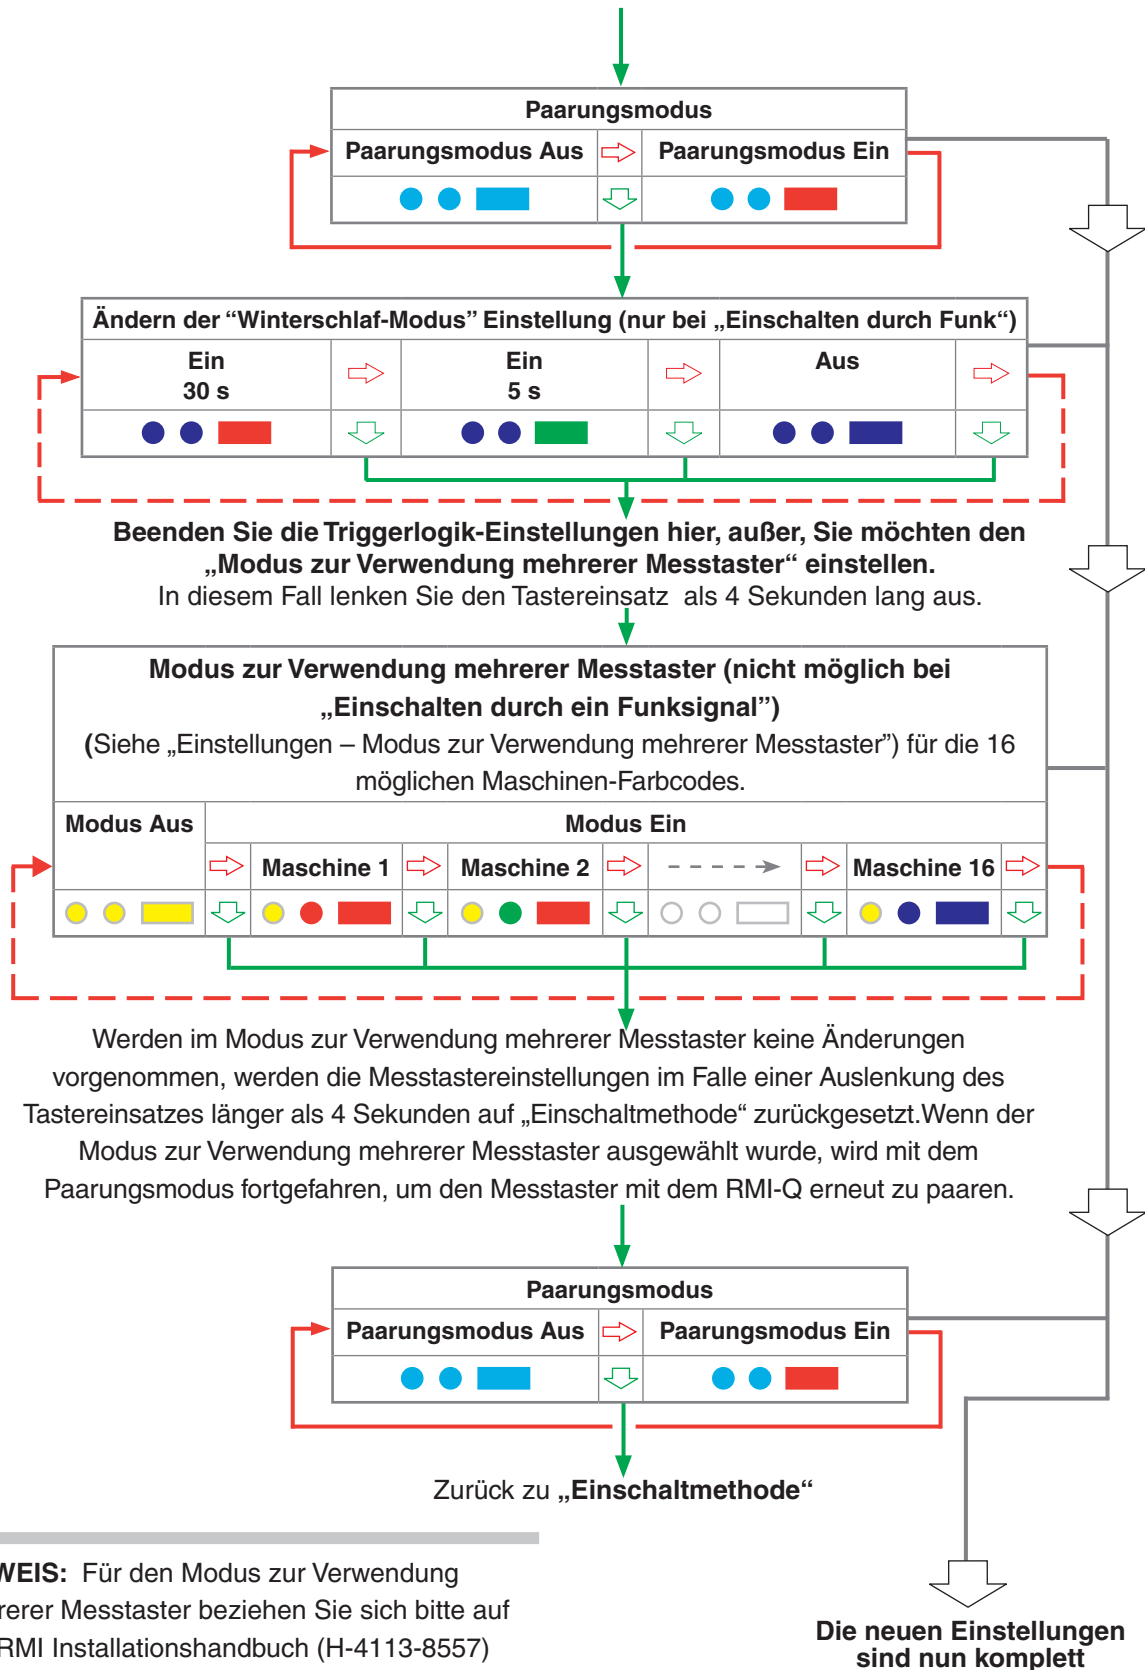 Paarungsmodus
Paarungsmodus Aus Paarungsmodus Ein
Ändern der “Winterschlaf-Modus” Einstellung (nur bei „Einschalten durch Funk“)
Ein Ein Aus
30 s 5 s
Beenden Sie die Triggerlogik-Einstellungen hier, außer, Sie möchten den
„Modus zur Verwendung mehrerer Messtaster“ einstellen.
In diesem Fall lenken Sie den Tastereinsatz als 4 Sekunden lang aus.
Modus zur Verwendung mehrerer Messtaster (nicht möglich bei
„Einschalten durch ein Funksignal”)
(Siehe „Einstellungen – Modus zur Verwendung mehrerer Messtaster”) für die 16
möglichen Maschinen-Farbcodes.
Modus Aus Modus Ein
Maschine 1 Maschine 2 Maschine 16
Werden im Modus zur Verwendung mehrerer Messtaster keine Änderungen
vorgenommen, werden die Messtastereinstellungen im Falle einer Auslenkung des
Tastereinsatzes länger als 4 Sekunden auf „Einschaltmethode“ zurückgesetzt.Wenn der
Modus zur Verwendung mehrerer Messtaster ausgewählt wurde, wird mit dem
Paarungsmodus fortgefahren, um den Messtaster mit dem RMI-Q erneut zu paaren.
Paarungsmodus
Paarungsmodus Aus Paarungsmodus Ein
Zurück zu „Einschaltmethode“
WEIS: Für den Modus zur Verwendung
rerer Messtaster beziehen Sie sich bitte auf
RMI Installationshandbuch (H-4113-8557)
Die neuen Einstellungen
sind nun komplett